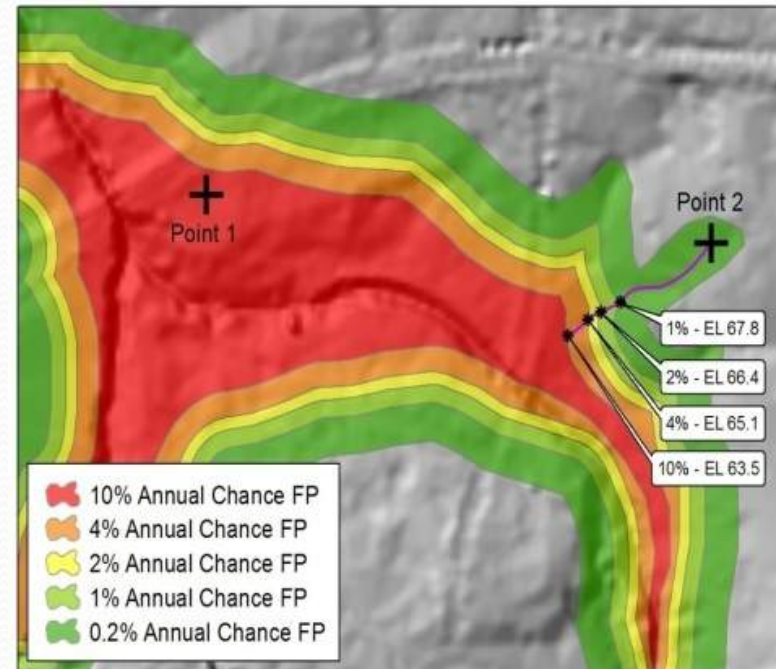 Point 1
Point 2
1% - EL 67.8
2% - EL 66.4
4% - EL 65.1
10% - EL 63.5
10% Annual Chance FP
4% Annual Chance FP
2% Annual Chance FP
1% Annual Chance FP
0.2% Annual Chance FP